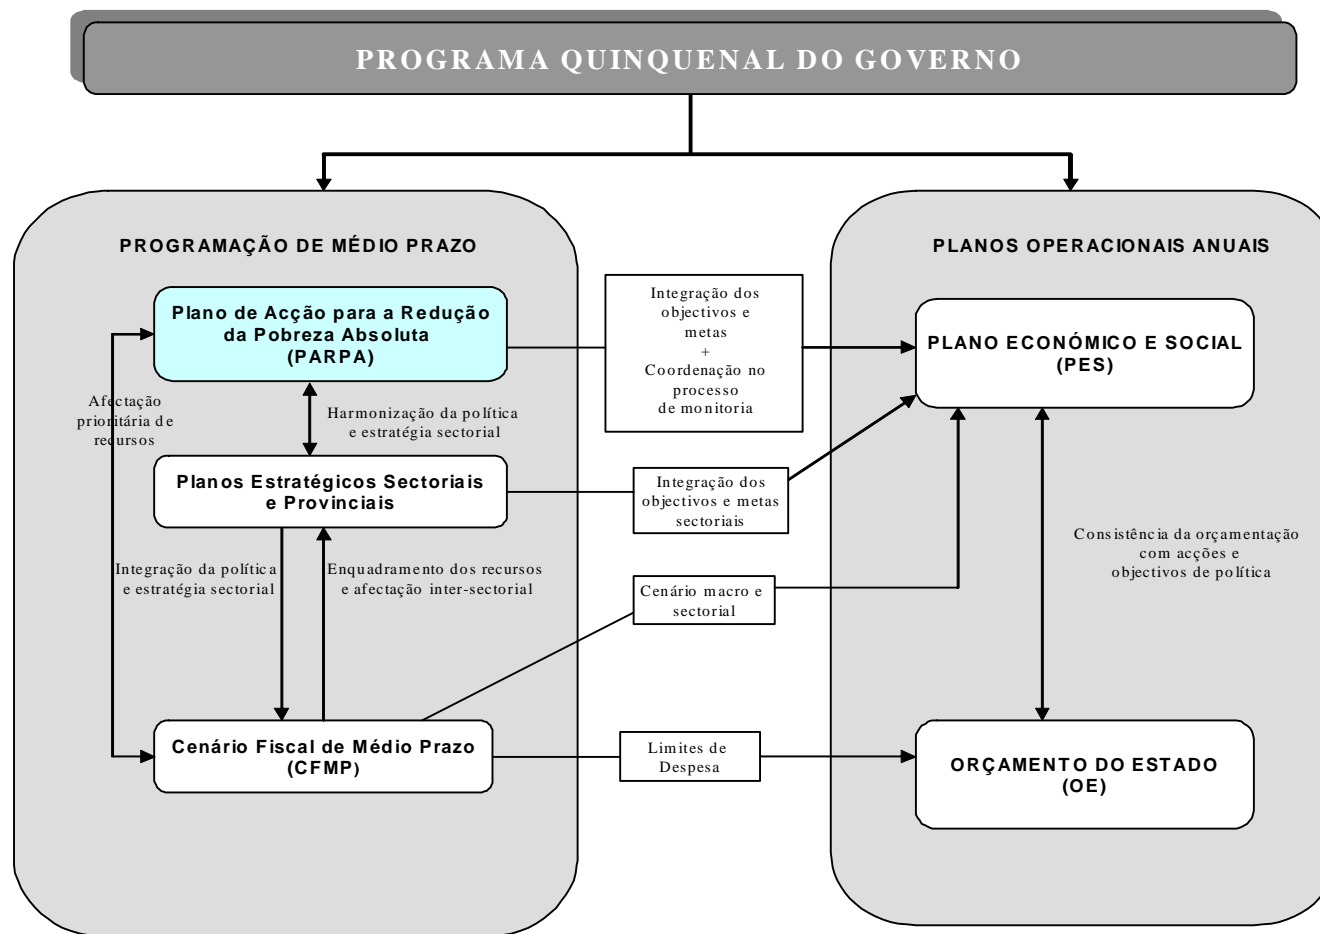 PROGRAMA QUINQUENAL DO GOVERNO
PROGRAMAÇÃO DE MÉDIO PRAZO
Plano de Acção para a Redução
da Pobreza Absoluta
(PARPA)
Afectação
prioritária de
recursos
Harmonização da política
e estratégia sectorial
Planos Estratégicos Sectoriais
e Provinciais
Integração da política
e estratégia sectorial
Enquadramento dos recursos
e afectação inter-sectorial
Cenário Fiscal de Médio Prazo
(CFMP)
Integração dos
objectivos e
metas
+
Coordenação no
processo
de monitoria
Integração dos
objectivos e metas
sectoriais
Cenário macro e
sectorial
Limites de
Despesa
PLANOS OPERACIONAIS ANUAIS
PLANO ECONÓMICO E SOCIAL
(PES)
Consistência da orçamentação
com acções e
objectivos de política
ORÇAMENTO DO ESTADO
(OE)